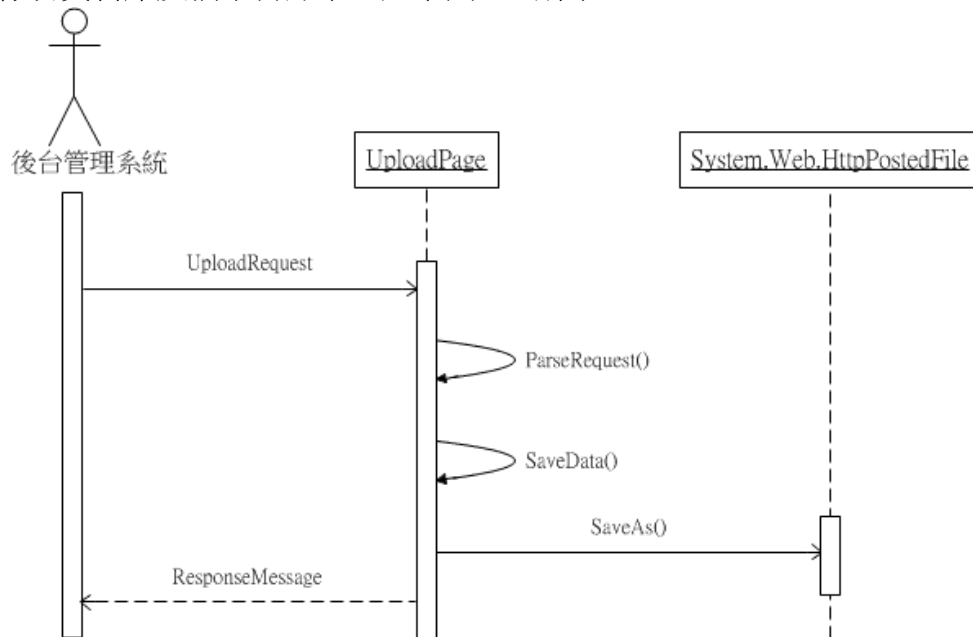 後台管理系統
UploadPage
System.Web.HttpPostedFile
UploadRequest
ParseRequest()
SaveData()
SaveAs()
ResponseMessage